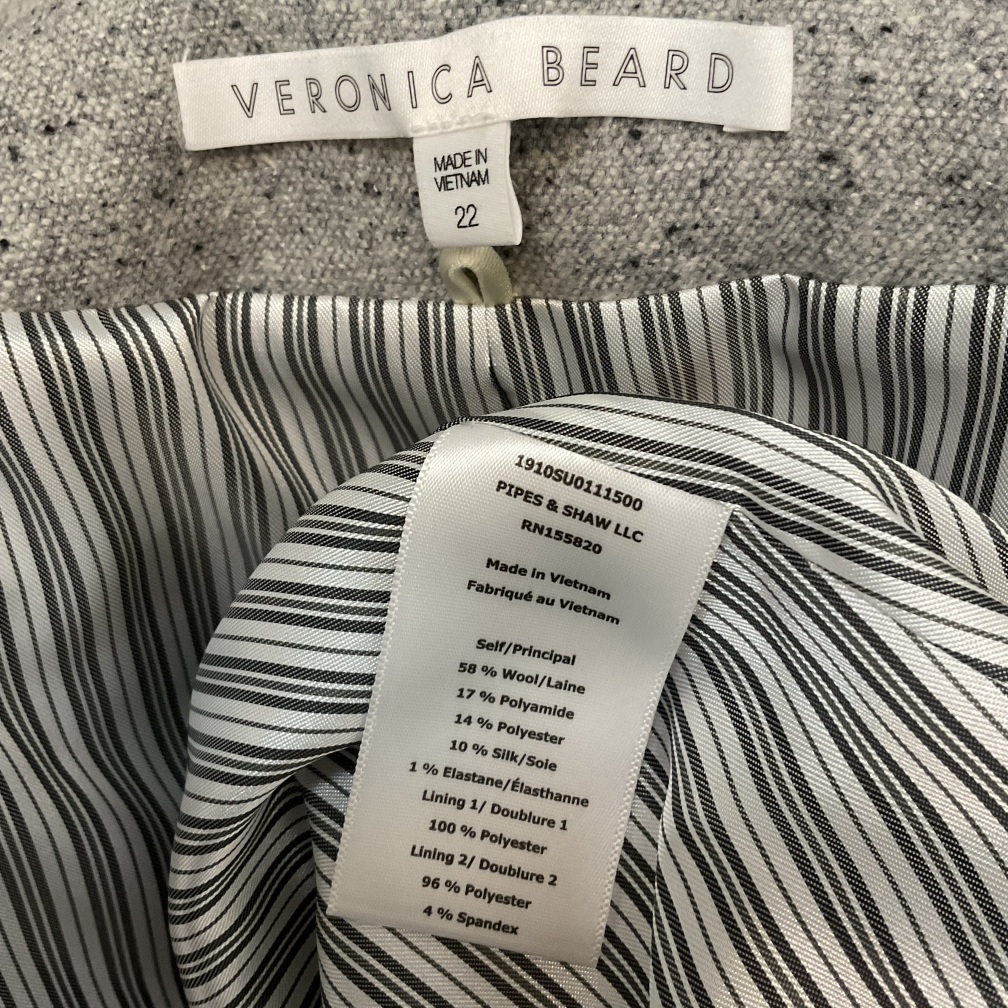 VERONICA BEARD
MADE IN
VIETNAM
22
1910SU0111500
PIPES & SHAW LLC
RN155820
Made in Vietnam
Fabriqué au Vietnam
Self/Principal
58 % Wool/Laine
17 % Polyamide
14 % Polyester
10 % Silk/Soie
1 % Elastane/Élasthanne
Lining 1/ Doublure 1
100 % Polyester
Lining 2/ Doublure 2
96 % Polyester
4 % Spandex